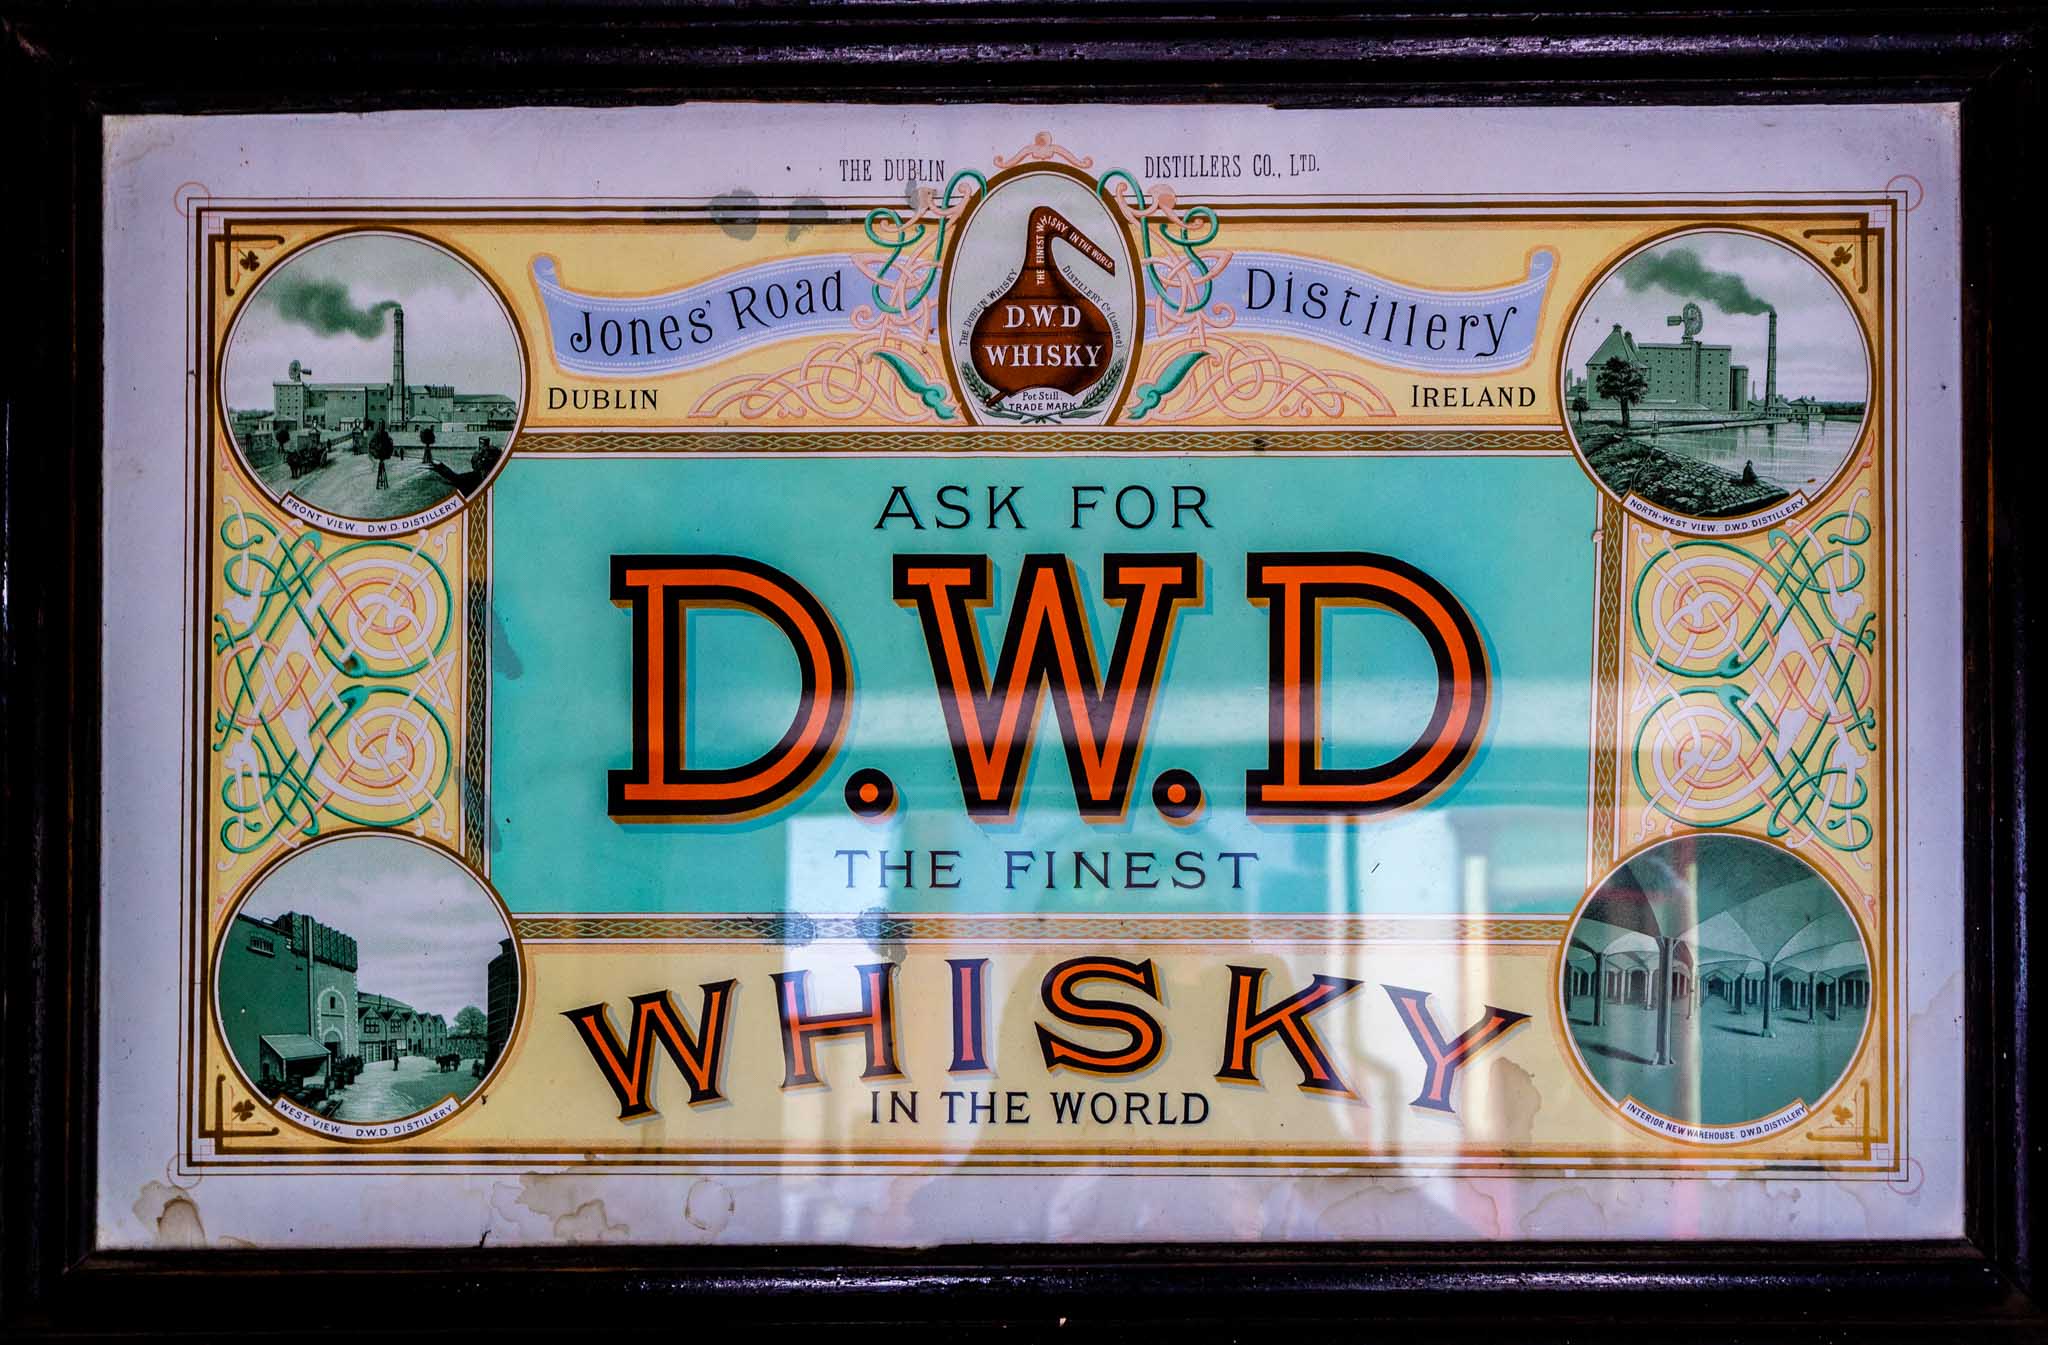 THE DUBLIN DISTILLERS CO., LTD.
Jones' Road Distillery
DUBLIN IRELAND
THE FINEST WHISKY IN THE WORLD
THE DUBLIN WHISKY DISTILLERY Co (Limited)
D.W.D
WHISKY
Pot Still.
TRADE MARK
FRONT VIEW. D.W.D. DISTILLERY
NORTH-WEST VIEW. D.W.D. DISTILLERY
ASK FOR
D.W.D
THE FINEST
WHISKY
IN THE WORLD
WEST VIEW. D.W.D. DISTILLERY
INTERIOR NEW WAREHOUSE. D.W.D. DISTILLERY